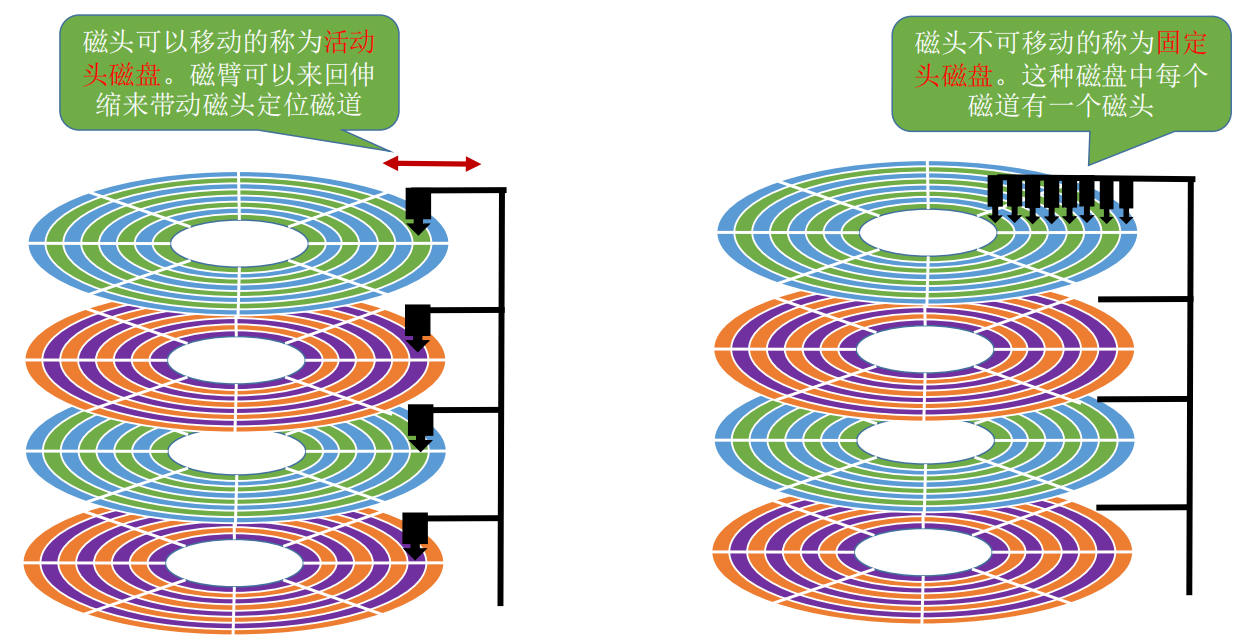 磁头可以移动的称为活动
头磁盘。磁臂可以来回伸
缩来带动磁头定位磁道
磁头不可移动的称为固定
头磁盘。这种磁盘中每个
磁道有一个磁头